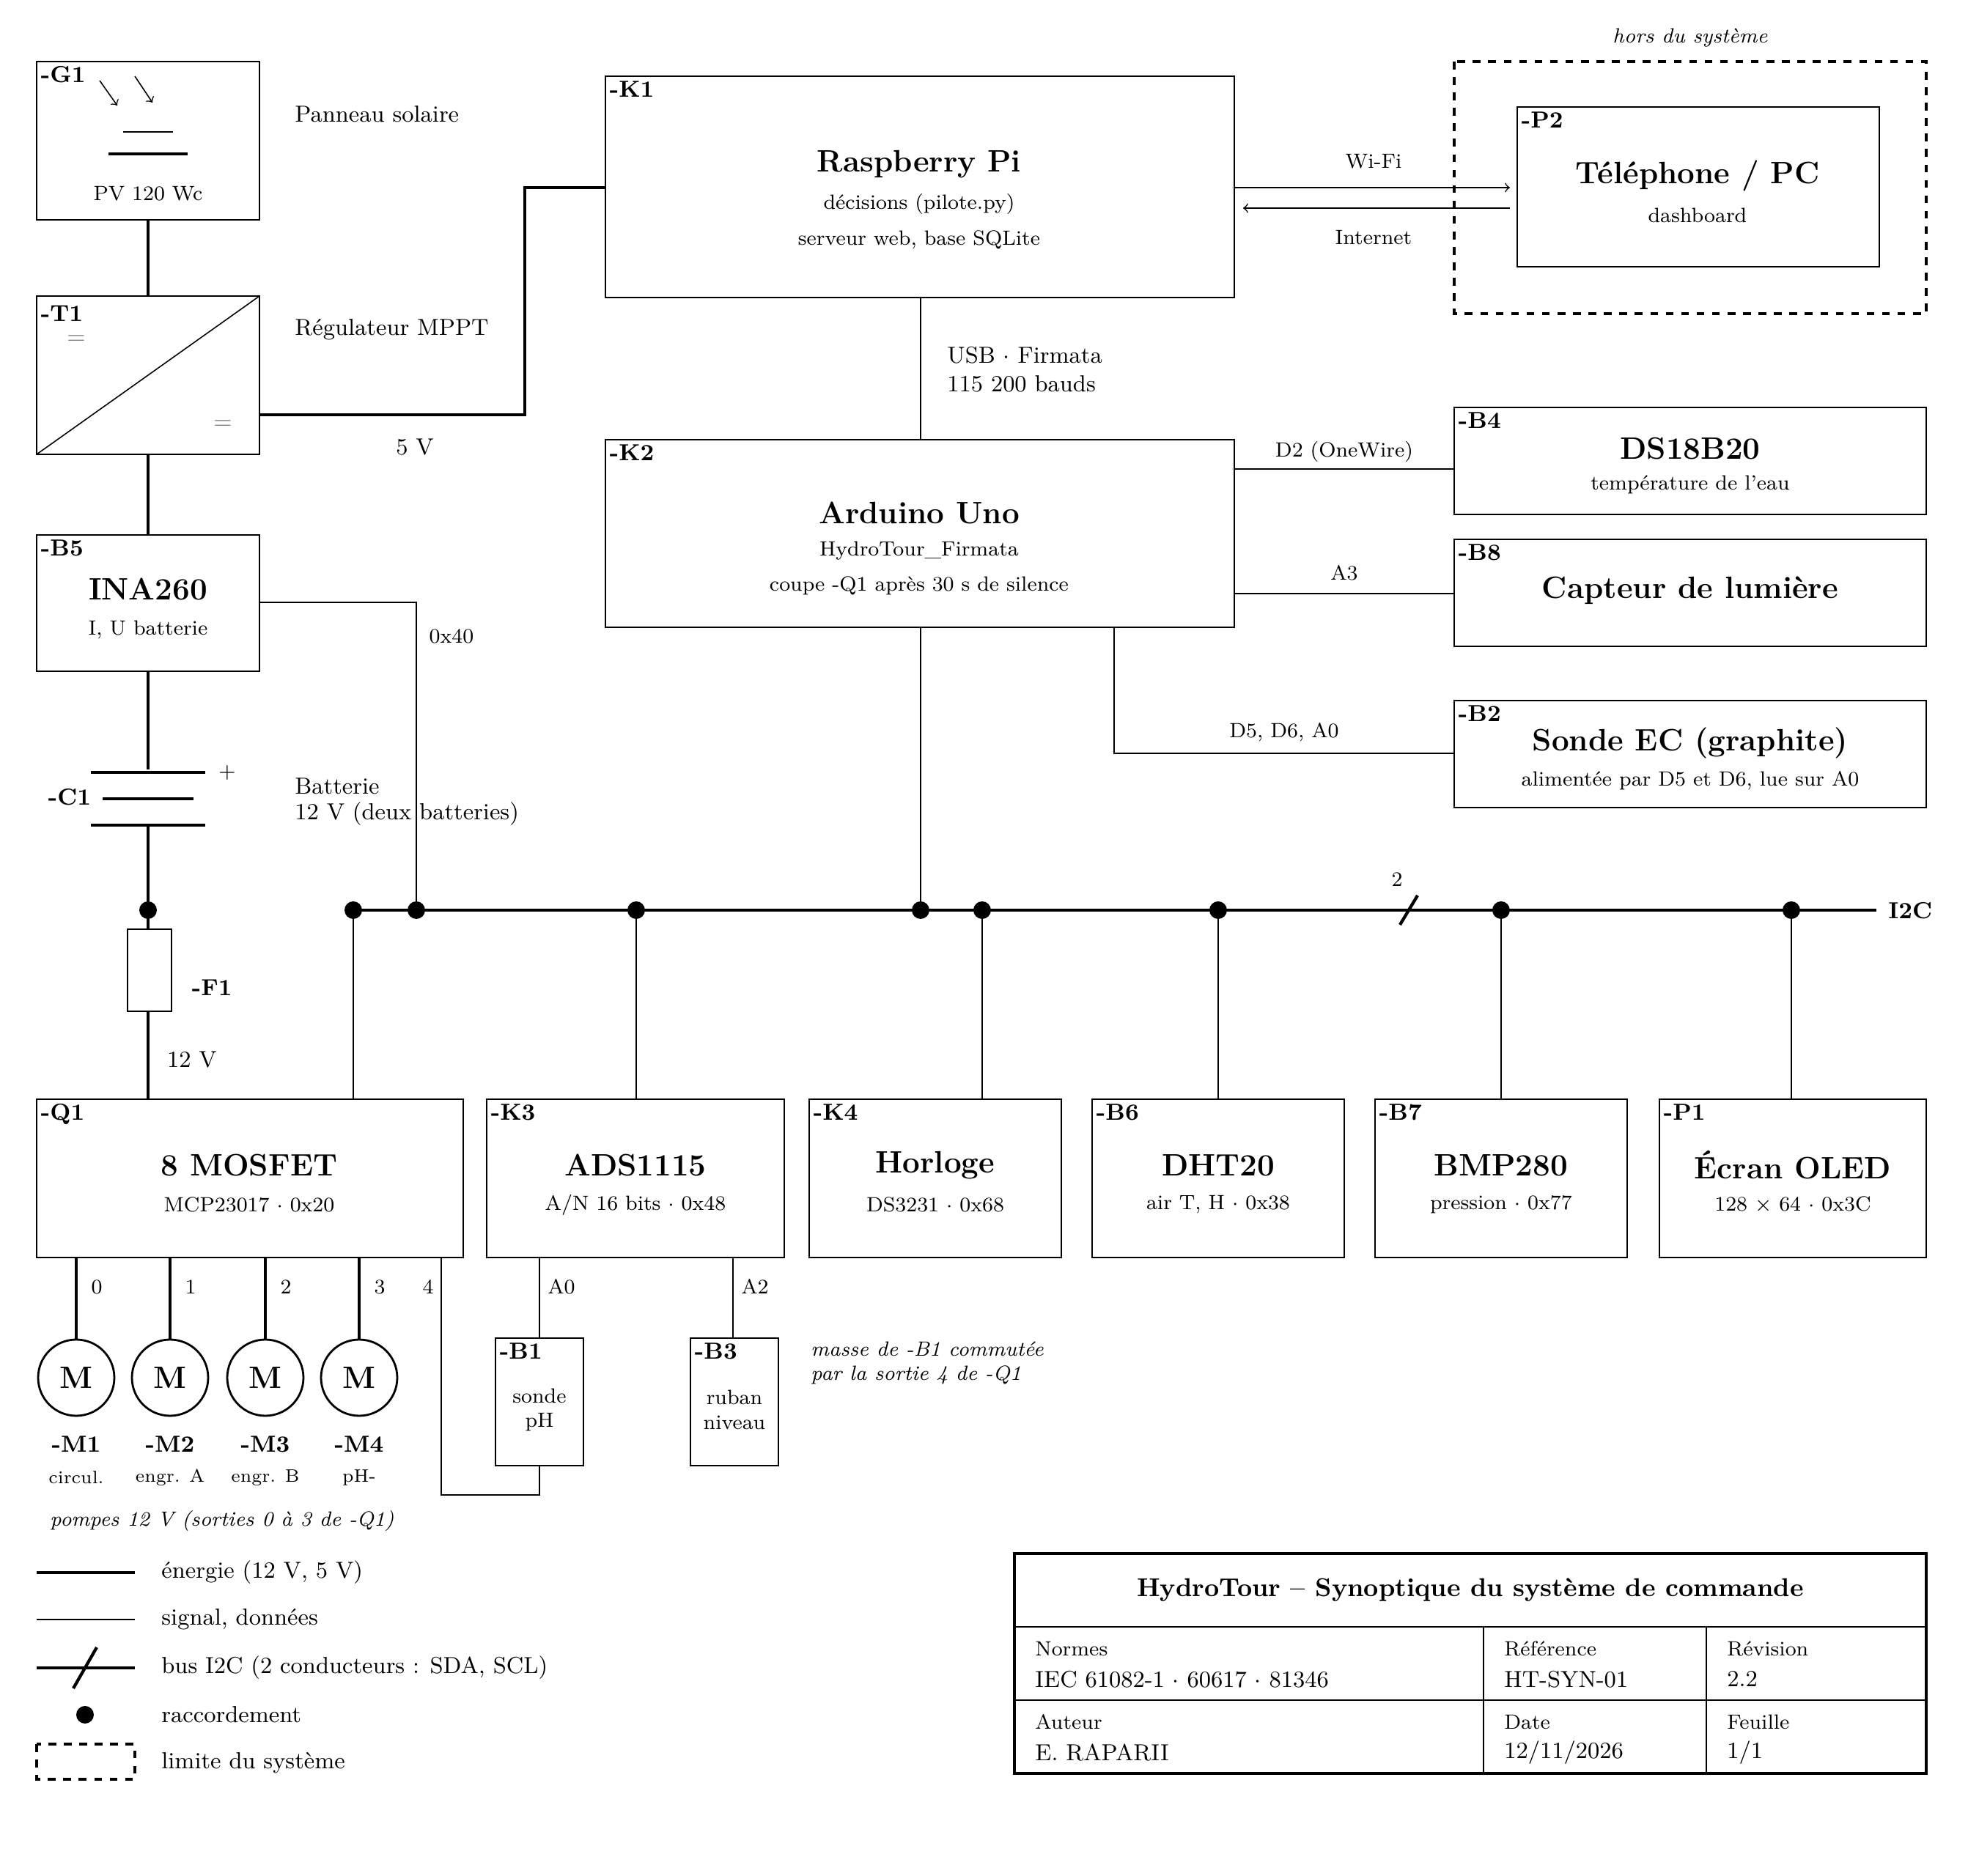 hors du système
-G1
PV 120 Wc
Panneau solaire
-K1
Raspberry Pi
décisions (pilote.py)
serveur web, base SQLite
Wi-Fi
Internet
-P2
Téléphone / PC
dashboard
-T1
=
=
Régulateur MPPT
5 V
USB · Firmata
115 200 bauds
-K2
Arduino Uno
HydroTour_Firmata
coupe -Q1 après 30 s de silence
D2 (OneWire)
-B4
DS18B20
température de l'eau
A3
-B8
Capteur de lumière
-B5
INA260
I, U batterie
0x40
D5, D6, A0
-B2
Sonde EC (graphite)
alimentée par D5 et D6, lue sur A0
-C1
+
Batterie
12 V (deux batteries)
2
I2C
-F1
12 V
-Q1
8 MOSFET
MCP23017 · 0x20
-K3
ADS1115
A/N 16 bits · 0x48
-K4
Horloge
DS3231 · 0x68
-B6
DHT20
air T, H · 0x38
-B7
BMP280
pression · 0x77
-P1
Écran OLED
128 × 64 · 0x3C
0
1
2
3
4
A0
A2
M
M
M
M
-M1
-M2
-M3
-M4
circul.
engr. A
engr. B
pH-
-B1
sonde
pH
-B3
ruban
niveau
masse de -B1 commutée
par la sortie 4 de -Q1
pompes 12 V (sorties 0 à 3 de -Q1)
énergie (12 V, 5 V)
signal, données
bus I2C (2 conducteurs : SDA, SCL)
raccordement
limite du système
HydroTour – Synoptique du système de commande
Normes
IEC 61082-1 · 60617 · 81346
Référence
HT-SYN-01
Révision
2.2
Auteur
E. RAPARII
Date
12/11/2026
Feuille
1/1